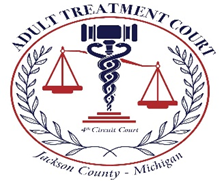 ADULT TREATMENT COURT
4th Circuit Court
Jackson County - Michigan